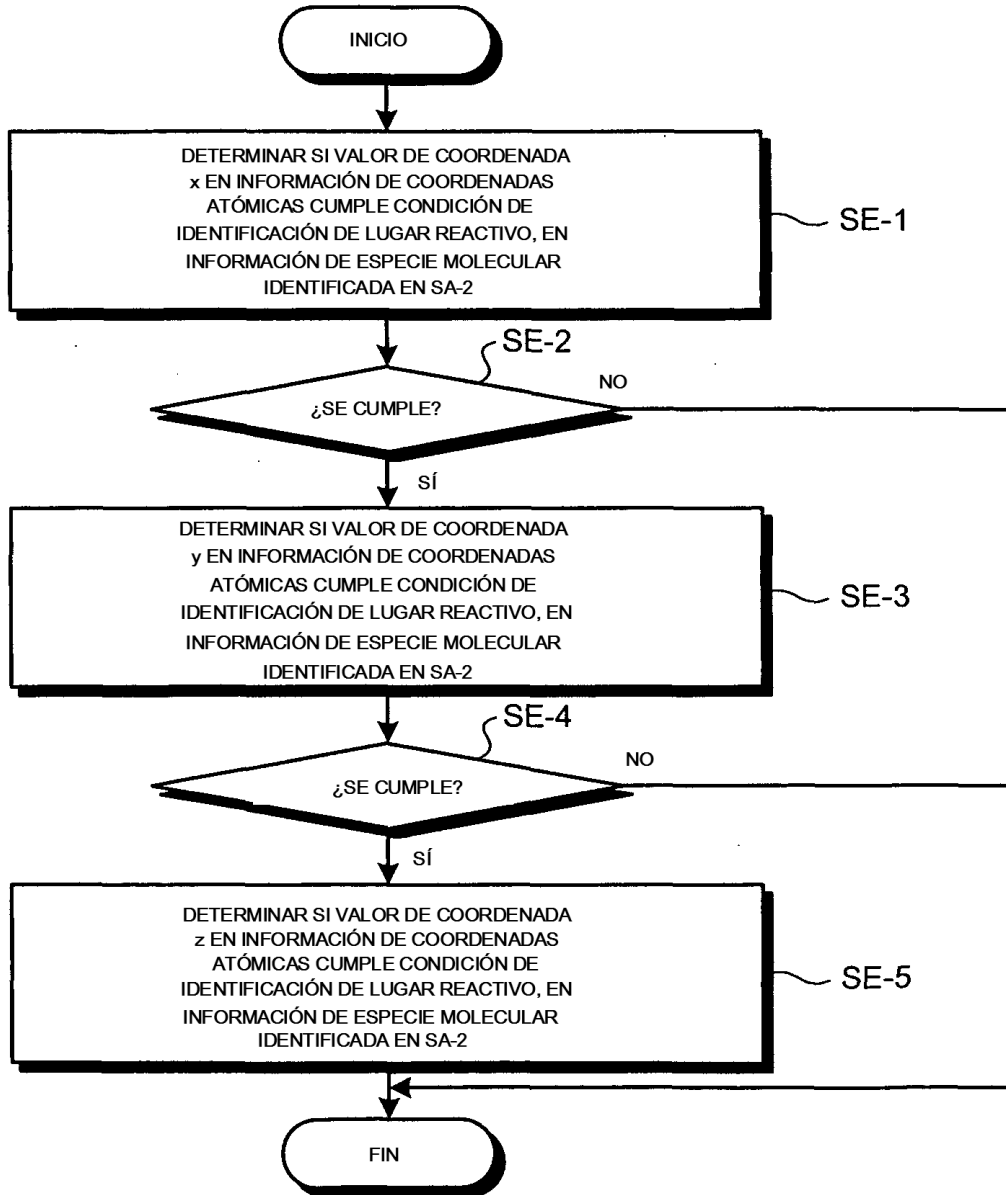 INICIO
DETERMINAR SI VALOR DE COORDENADA
x EN INFORMACIÓN DE COORDENADAS
ATÓMICAS CUMPLE CONDICIÓN DE
IDENTIFICACIÓN DE LUGAR REACTIVO, EN
INFORMACIÓN DE ESPECIE MOLECULAR
IDENTIFICADA EN SA-2
SE-1
SE-2
¿SE CUMPLE?
NO
SÍ
DETERMINAR SI VALOR DE COORDENADA
y EN INFORMACIÓN DE COORDENADAS
ATÓMICAS CUMPLE CONDICIÓN DE
IDENTIFICACIÓN DE LUGAR REACTIVO, EN
INFORMACIÓN DE ESPECIE MOLECULAR
IDENTIFICADA EN SA-2
SE-3
SE-4
¿SE CUMPLE?
NO
SÍ
DETERMINAR SI VALOR DE COORDENADA
z EN INFORMACIÓN DE COORDENADAS
ATÓMICAS CUMPLE CONDICIÓN DE
IDENTIFICACIÓN DE LUGAR REACTIVO, EN
INFORMACIÓN DE ESPECIE MOLECULAR
IDENTIFICADA EN SA-2
SE-5
FIN